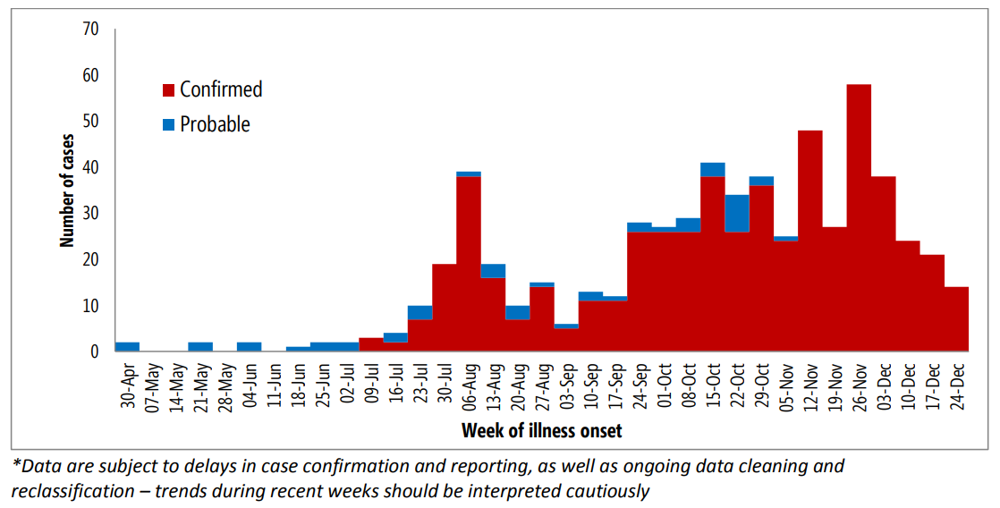 70
60
50
40
30
20
10
0
Number of cases
Confirmed
Probable
30-Apr
07-May
14-May
21-May
28-May
04-Jun
11-Jun
18-Jun
25-Jun
02-Jul
09-Jul
16-Jul
23-Jul
30-Jul
06-Aug
13-Aug
20-Aug
27-Aug
03-Sep
10-Sep
17-Sep
24-Sep
01-Oct
08-Oct
15-Oct
22-Oct
29-Oct
05-Nov
12-Nov
19-Nov
26-Nov
03-Dec
10-Dec
17-Dec
24-Dec
Week of illness onset
*Data are subject to delays in case confirmation and reporting, as well as ongoing data cleaning and
reclassification – trends during recent weeks should be interpreted cautiously